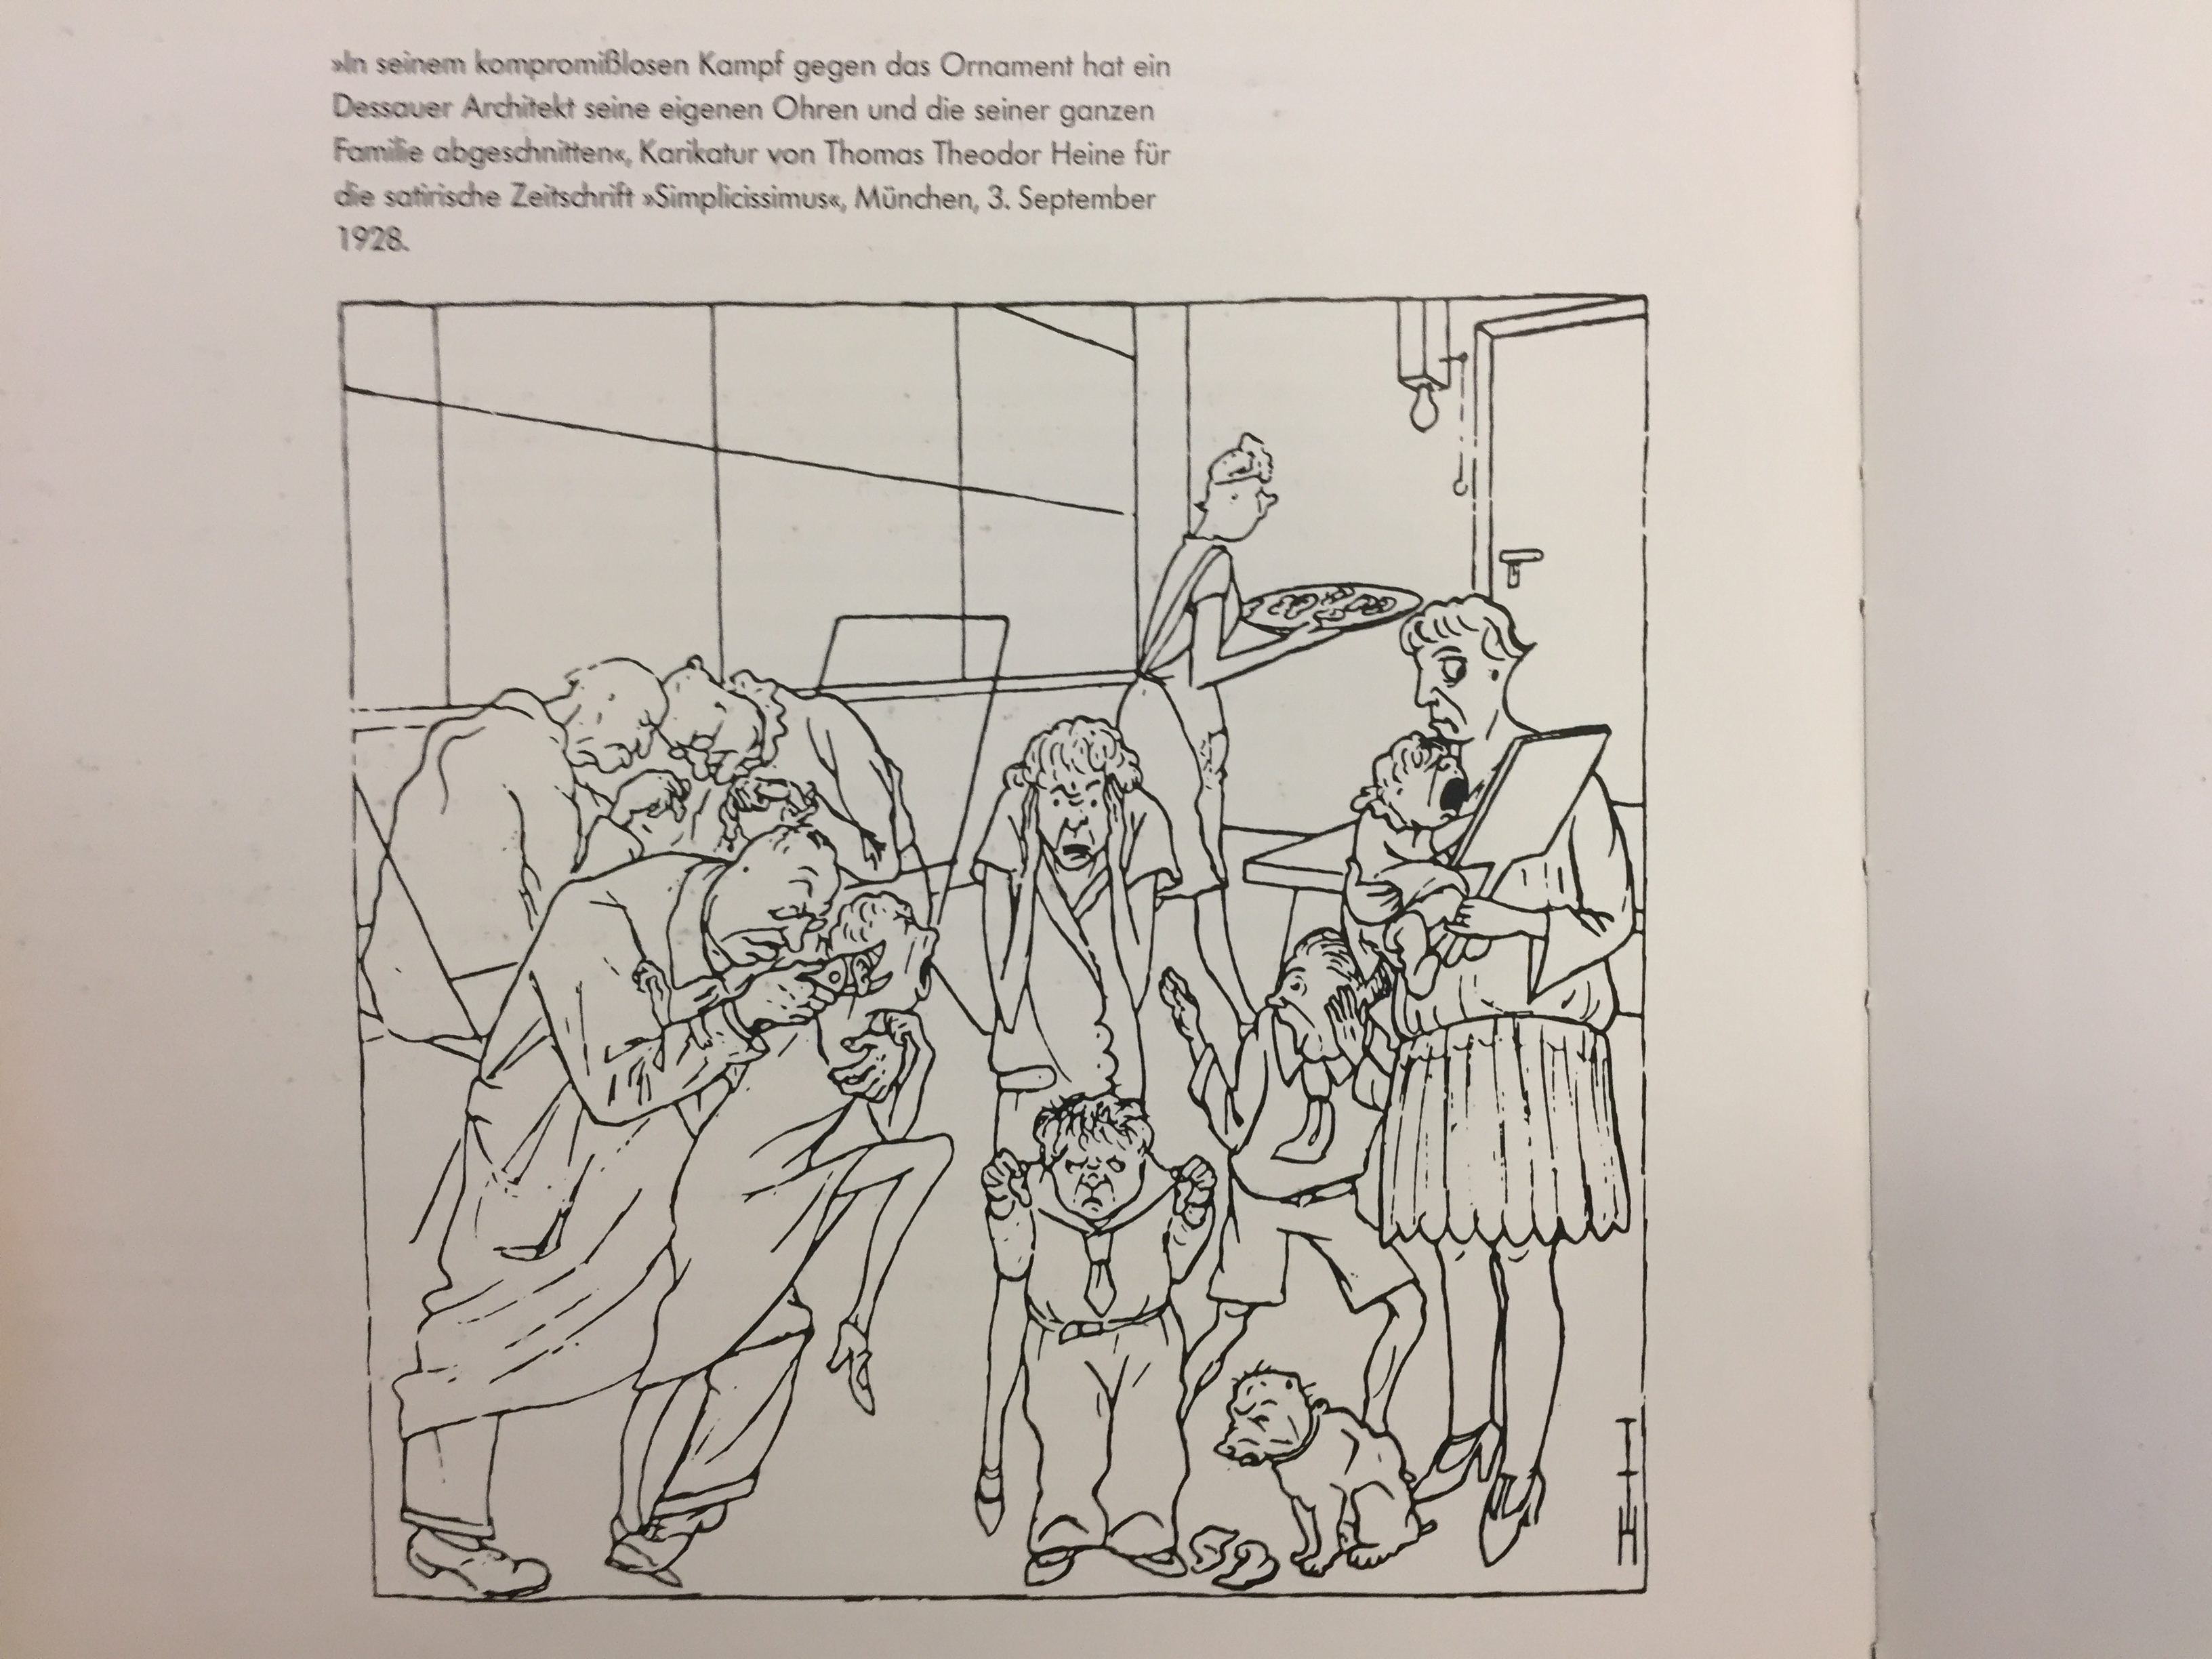 »In seinem kompromißlosen Kampf gegen das Ornament hat ein
Dessauer Architekt seine eigenen Ohren und die seiner ganzen
Familie abgeschnitten«, Karikatur von Thomas Theodor Heine für
die satirische Zeitschrift »Simplicissimus«, München, 3. September
1928.
TTH